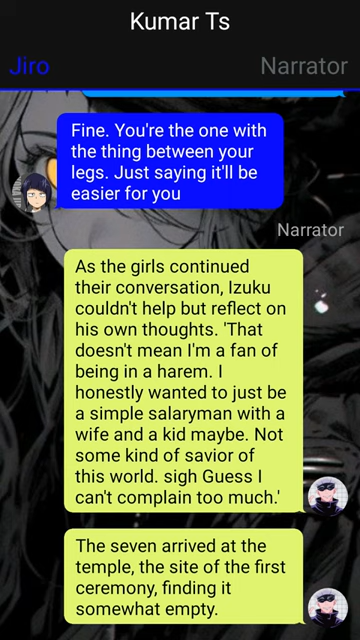 Kumar Ts
Jiro
Narrator
Fine. You're the one with
the thing between your
legs. Just saying it'll be
easier for you
Narrator
As the girls continued
their conversation, Izuku
couldn't help but reflect on
his own thoughts. 'That
doesn't mean I'm a fan of
being in a harem. I
honestly wanted to just be
a simple salaryman with a
wife and a kid maybe. Not
some kind of savior of
this world. sigh Guess I
can't complain too much.'
The seven arrived at the
temple, the site of the first
ceremony, finding it
somewhat empty.